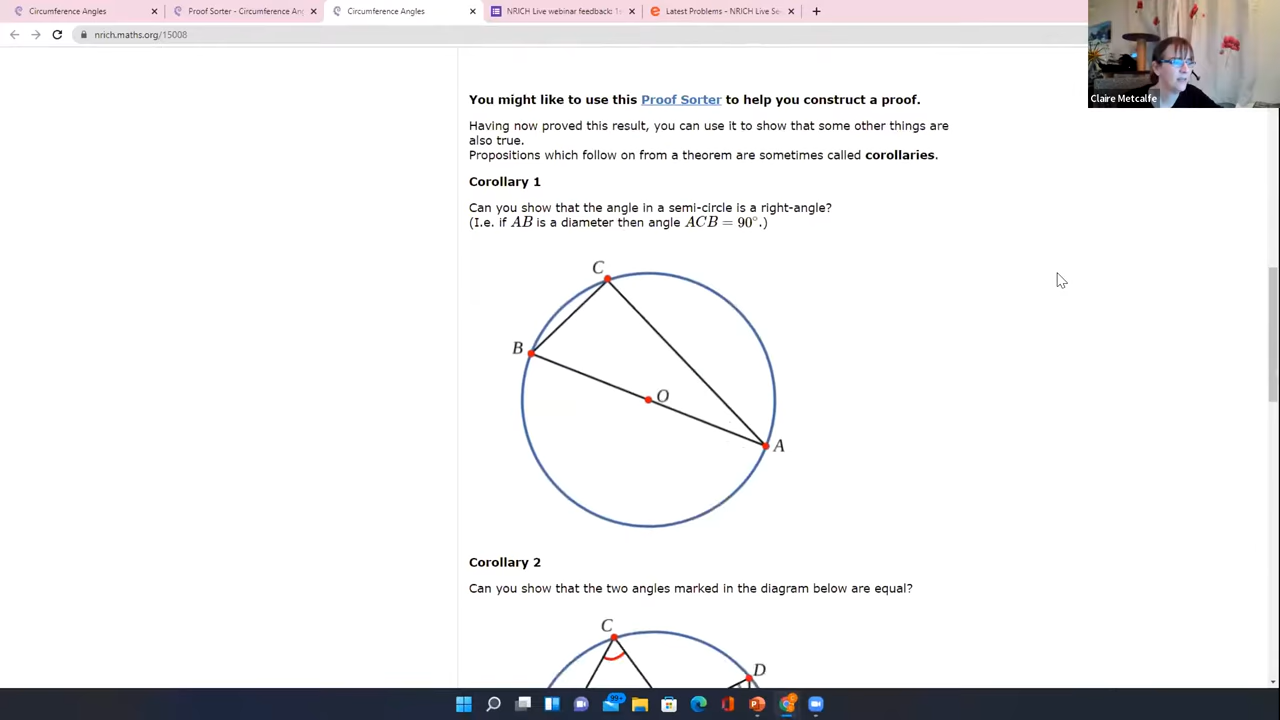 Circumference Angles
Proof Sorter - Circumference Ang
Circumference Angles
NRICH Live webinar feedback: 1
Latest Problems - NRICH Live Se
nrich.maths.org/15008
Claire Metcalfe
You might like to use this Proof Sorter to help you construct a proof.
Having now proved this result, you can use it to show that some other things are
also true.
Propositions which follow on from a theorem are sometimes called corollaries.
Corollary 1
Can you show that the angle in a semi-circle is a right-angle?
(I.e. if AB is a diameter then angle ACB = 90°.)
C
B
O
A
Corollary 2
Can you show that the two angles marked in the diagram below are equal?
C
D
99+